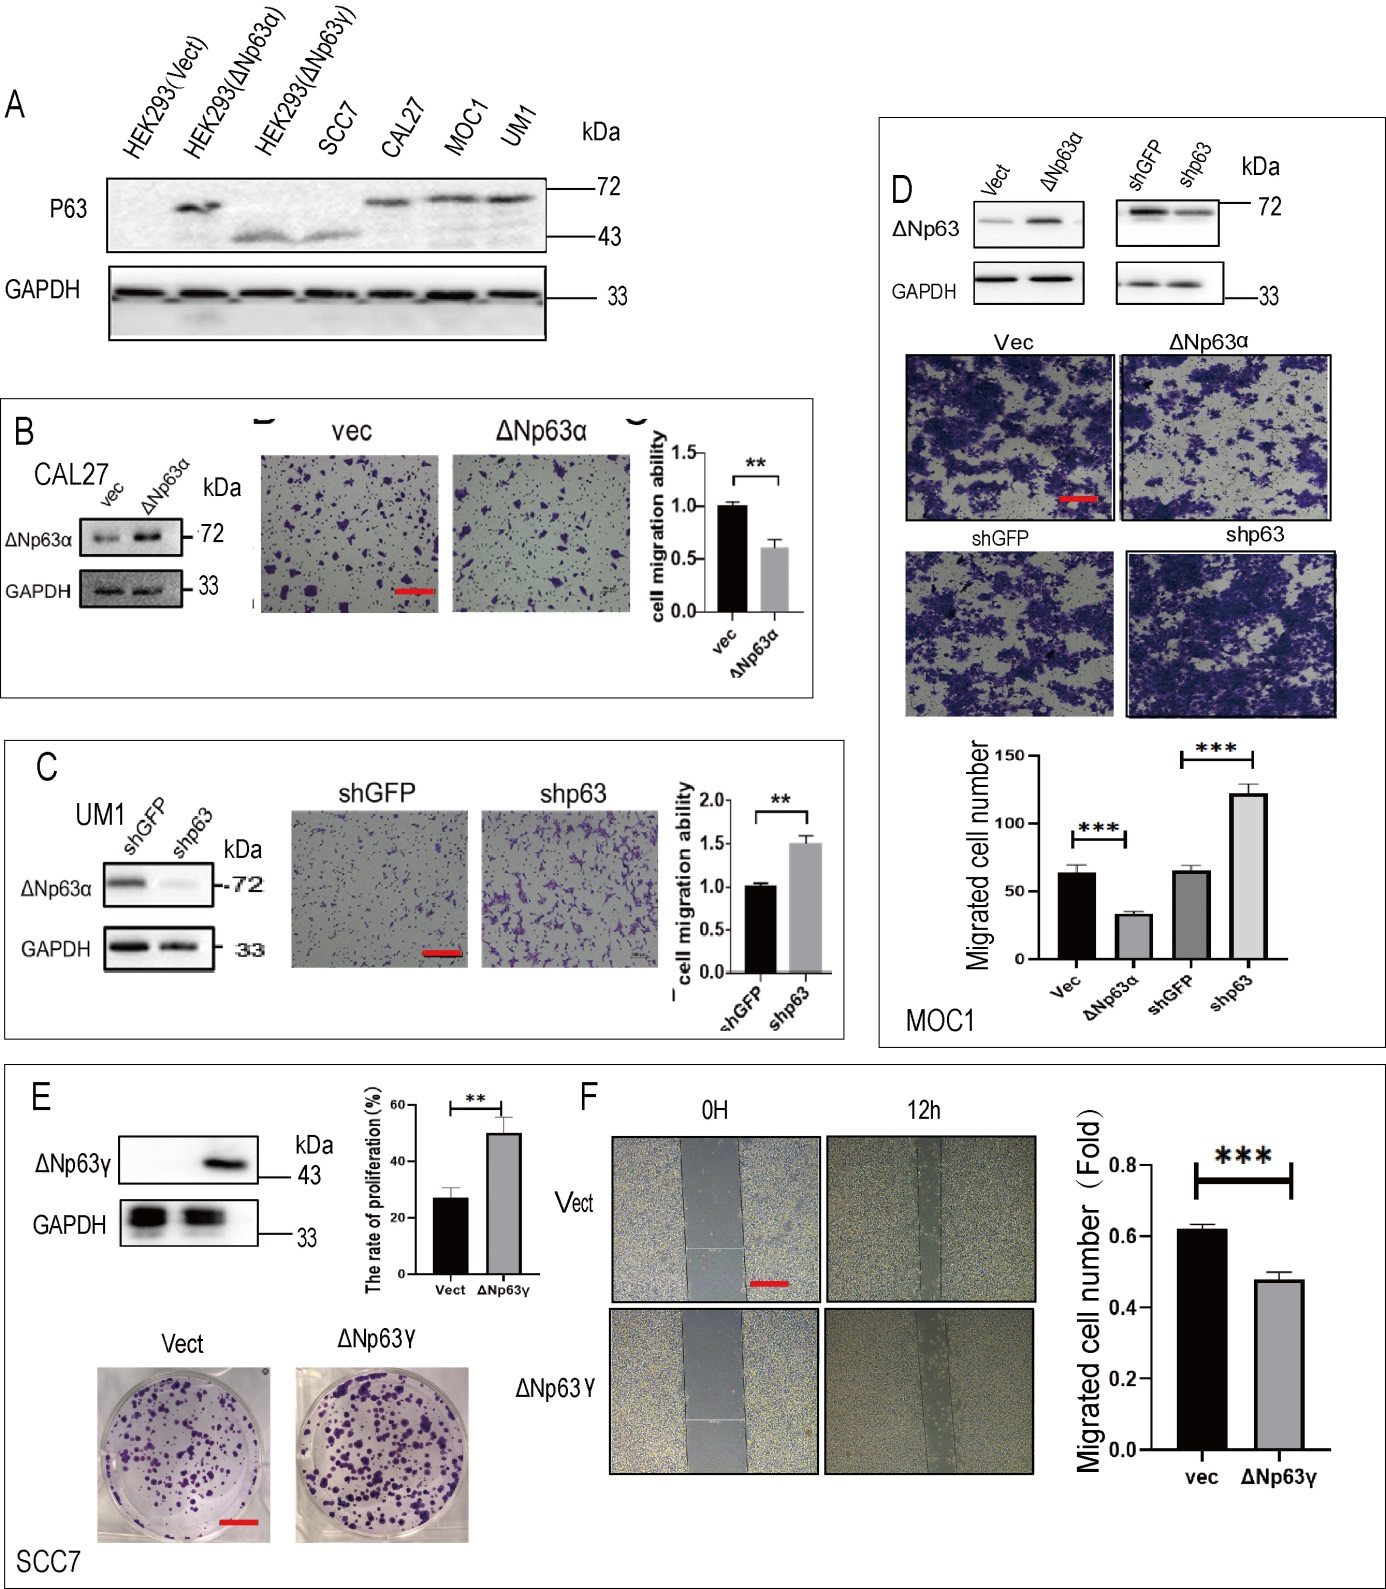 A
HEK293(Vect)
HEK293(ΔNp63α)
HEK293(ΔNp63γ)
SCC7
CAL27
MOC1
UM1
kDa
P63
72
43
GAPDH
33
B
CAL27
vec
ΔNp63α
kDa
ΔNp63α
72
GAPDH
33
vec
ΔNp63α
cell migration ability
1.5
1.0
0.5
0.0
**
vec
ΔNp63α
C
UM1
shGFP
shp63
kDa
ΔNp63α
-72
GAPDH
33
shGFP
shp63
cell migration ability
2.0
1.5
1.0
0.5
0.0
**
shGFP
shp63
D
Vect
ΔNp63α
shGFP
shp63
kDa
ΔNp63
72
GAPDH
33
Vec
ΔNp63α
shGFP
shp63
Migrated cell number
150
100
50
0
***
***
Vec
ΔNp63α
shGFP
shp63
MOC1
E
kDa
ΔNp63γ
43
GAPDH
33
The rate of proliferation(%)
60
40
20
0
**
Vect
ΔNp63γ
Vect
ΔNp63γ
SCC7
F
0H
12h
Vect
ΔNp63γ
Migrated cell number (Fold)
0.8
0.6
0.4
0.2
0.0
***
vec
ΔNp63γ